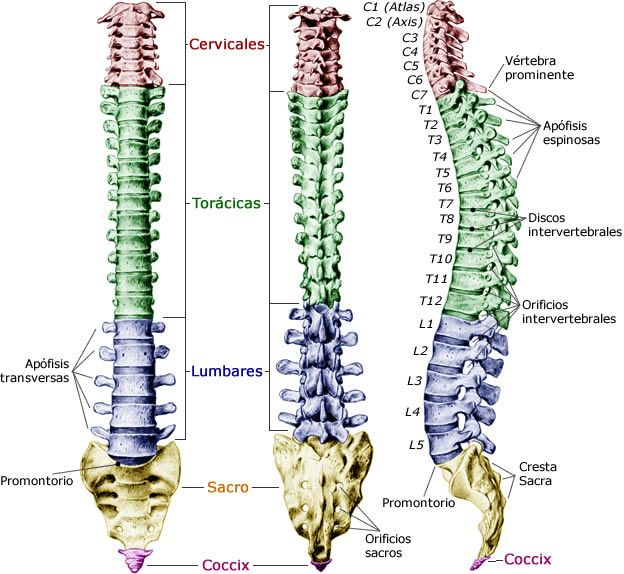 C1 (Atlas)
C2 (Axis)
C3
C4
C5
C6
C7
T1
T2
T3
T4
T5
T6
T7
T8
T9
T10
T11
T12
L1
L2
L3
L4
L5
Cervicales
Torácicas
Lumbares
Sacro
Coccix
Vértebra
prominente
Apófisis
espinosas
Discos
intervertebrales
Orificios
intervertebrales
Apófisis
transversas
Promontorio
Orificios
sacros
Promontorio
Cresta
Sacra
Coccix